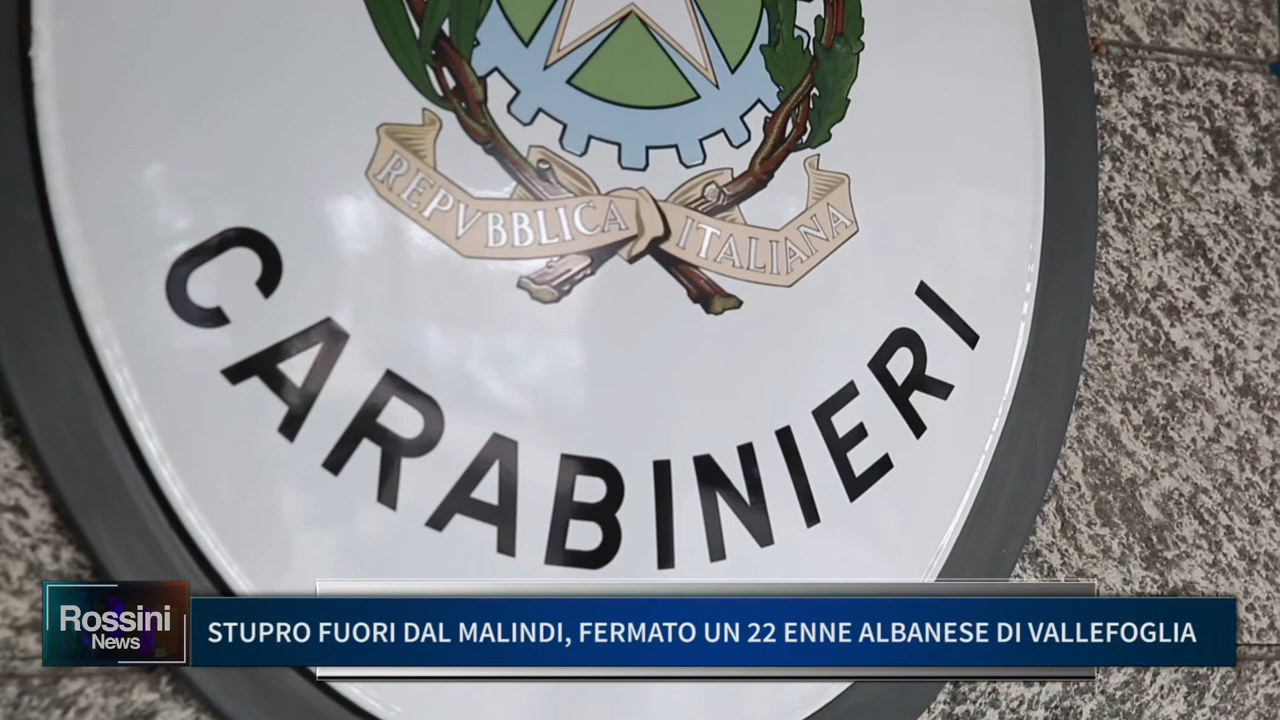 REPVBBLICA ITALIANA
CARABINIERI
Rossini
News
STUPRO FUORI DAL MALINDI, FERMATO UN 22 ENNE ALBANESE DI VALLEFOGLIA